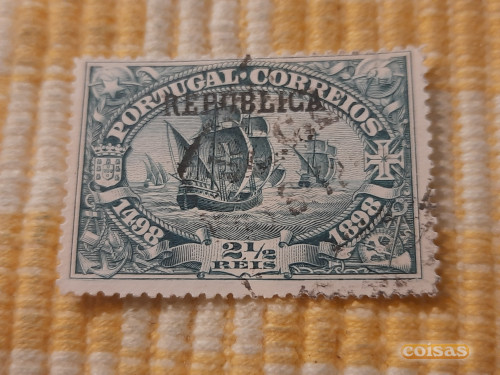 PORTUGAL·CORREIOS
REPUBLICA
1498
1898
2½
REIS
coisas